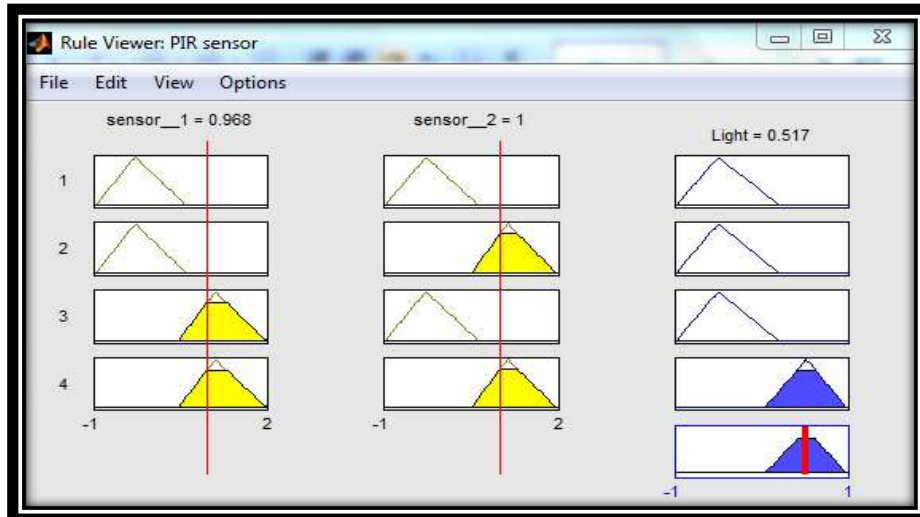 Rule Viewer: PIR sensor
File Edit View Options
sensor__1 = 0.968 sensor__2 = 1 Light = 0.517
1
2
3
4
-1 2 -1 2
-1 1